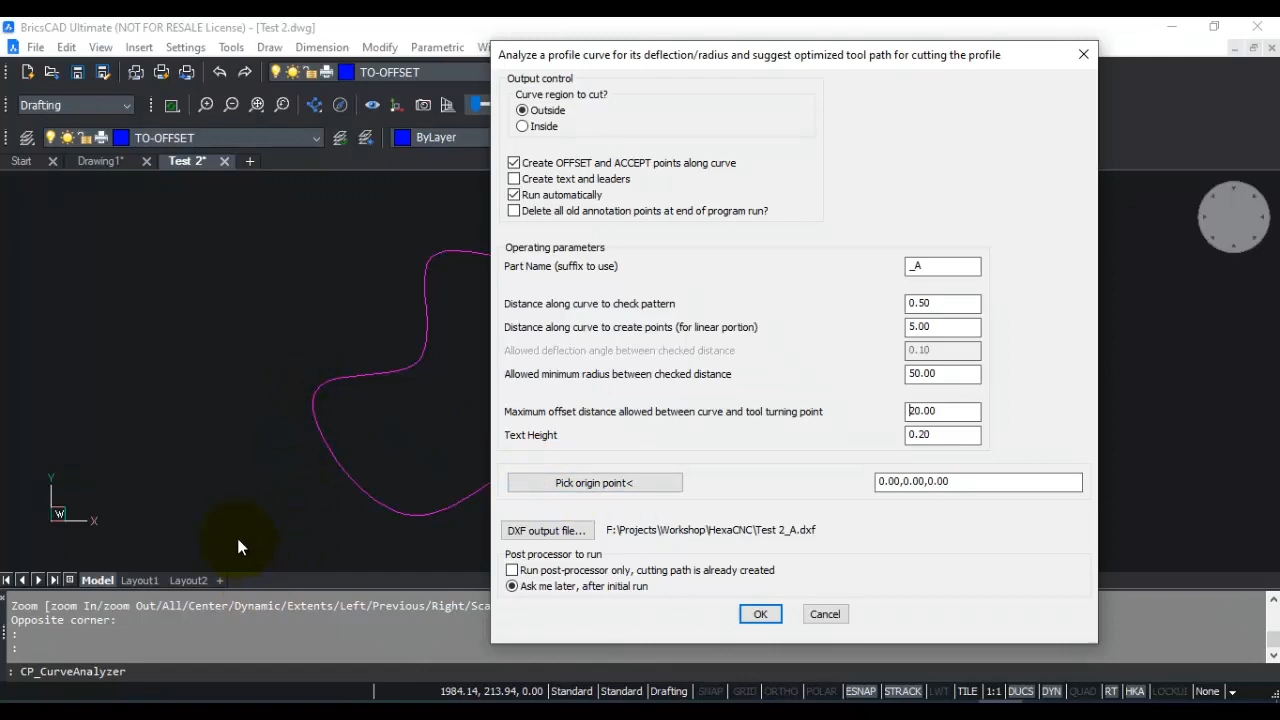 BricsCAD Ultimate (NOT FOR RESALE License) - [Test 2.dwg]
File Edit View Insert Settings Tools Draw Dimension Modify Parametric
TO-OFFSET
Drafting
TO-OFFSET ByLayer
Start Drawing1* Test 2*
Analyze a profile curve for its deflection/radius and suggest optimized tool path for cutting the profile
Output control
Curve region to cut?
Outside
Inside
Create OFFSET and ACCEPT points along curve
Create text and leaders
Run automatically
Delete all old annotation points at end of program run?
Operating parameters
Part Name (suffix to use) _A
Distance along curve to check pattern 0.50
Distance along curve to create points (for linear portion) 5.00
Allowed deflection angle between checked distance 0.10
Allowed minimum radius between checked distance 50.00
Maximum offset distance allowed between curve and tool turning point 20.00
Text Height 0.20
Pick origin point< 0.00,0.00,0.00
DXF output file... F:\Projects\Workshop\HexaCNC\Test 2_A.dxf
Post processor to run
Run post-processor only, cutting path is already created
Ask me later, after initial run
OK Cancel
Y
W
X
Model Layout1 Layout2
Zoom [zoom In/zoom Out/All/Center/Dynamic/Extents/Left/Previous/Right/Sca
Opposite corner:
:
:
: CP_CurveAnalyzer
1984.14, 213.94, 0.00 Standard Standard Drafting SNAP GRID ORTHO POLAR ESNAP STRACK LWT TILE 1:1 DUCS DYN QUAD RT HKA LOCKUI None